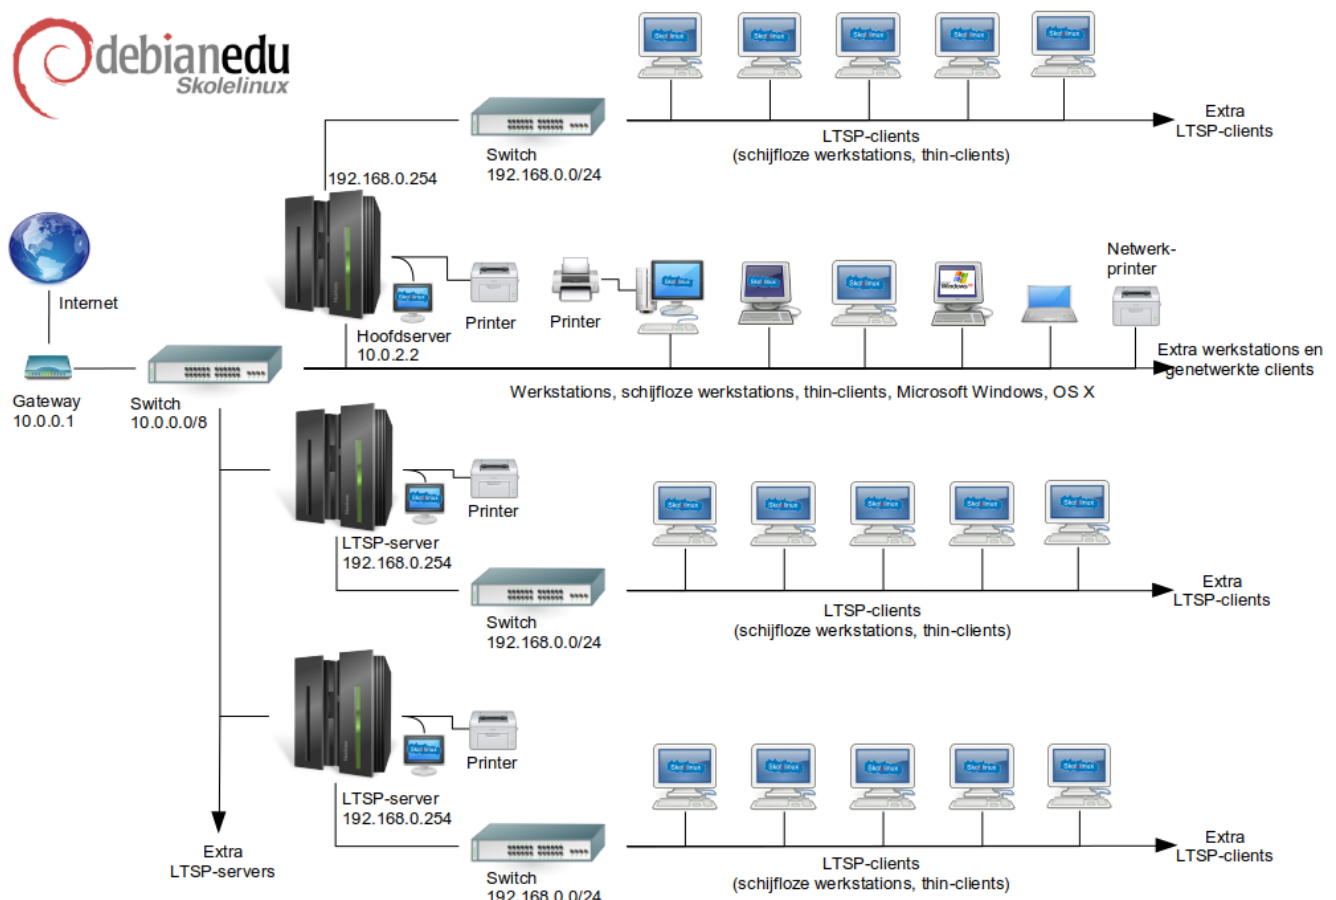 debianedu
Skolelinux
Extra
LTSP-clients
LTSP-clients
(schijfloze werkstations, thin-clients)
Switch
192.168.0.0/24
192.168.0.254
Internet
Netwerk-
printer
Printer
Printer
Hoofdserver
10.0.2.2
Windows
Extra werkstations en
genetwerkte clients
Gateway
10.0.0.1
Switch
10.0.0.0/8
Werkstations, schijfloze werkstations, thin-clients, Microsoft Windows, OS X
Printer
LTSP-server
192.168.0.254
Switch
192.168.0.0/24
LTSP-clients
(schijfloze werkstations, thin-clients)
Extra
LTSP-clients
Printer
LTSP-server
192.168.0.254
Extra
LTSP-servers
Switch
192.168.0.0/24
LTSP-clients
(schijfloze werkstations, thin-clients)
Extra
LTSP-clients